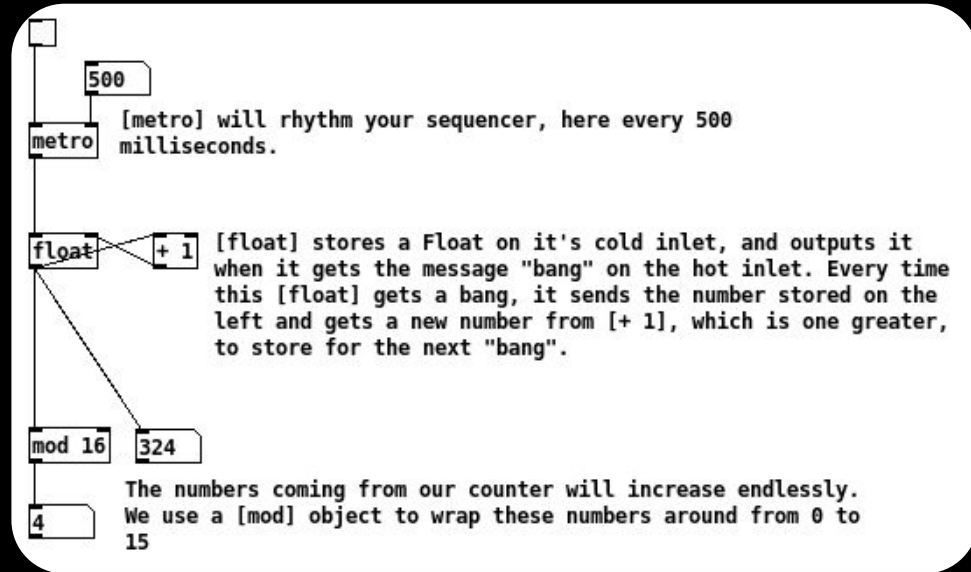 500
[metro] will rhythm your sequencer, here every 500
milliseconds.
metro
float
+ 1
[float] stores a Float on it's cold inlet, and outputs it
when it gets the message "bang" on the hot inlet. Every time
this [float] gets a bang, it sends the number stored on the
left and gets a new number from [+ 1], which is one greater,
to store for the next "bang".
mod 16
324
The numbers coming from our counter will increase endlessly.
We use a [mod] object to wrap these numbers around from 0 to
15
4